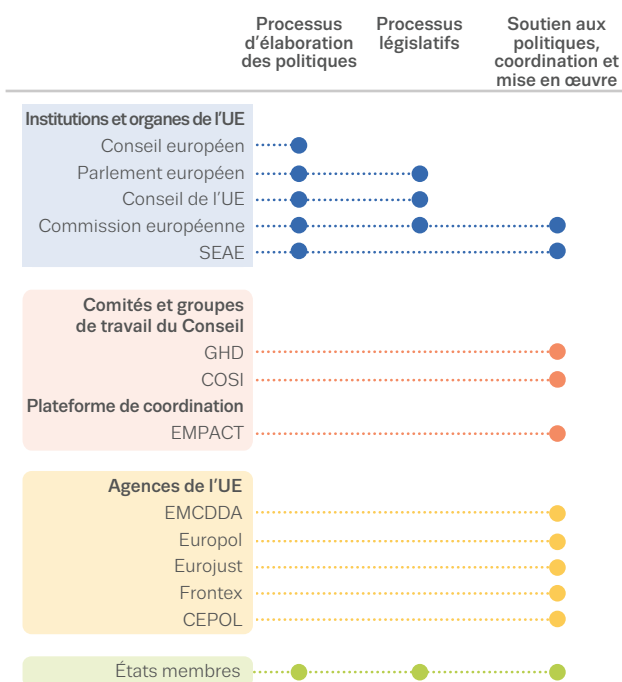 Processus
d’élaboration
des politiques
Processus
législatifs
Soutien aux
politiques,
coordination et
mise en œuvre
Institutions et organes de l’UE
Conseil européen
Parlement européen
Conseil de l’UE
Commission européenne
SEAE
Comités et groupes
de travail du Conseil
GHD
COSI
Plateforme de coordination
EMPACT
Agences de l’UE
EMCDDA
Europol
Eurojust
Frontex
CEPOL
États membres